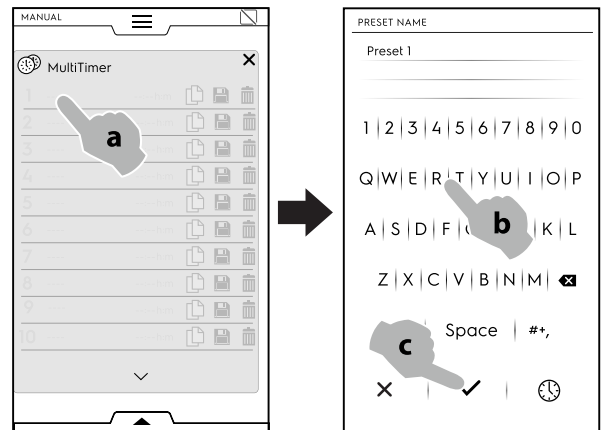 MANUAL
MultiTimer
1 --- ---h:m
2 --- ---h:m
a
3 --- ---h:m
4 --- ---h:m
5 --- ---h:m
6 --- ---h:m
7 --- ---h:m
8 --- ---h:m
9 --- ---h:m
10 --- ---h:m
PRESET NAME
Preset 1
1 2 3 4 5 6 7 8 9 0
Q W E R T Y U I O P
b
A S D F K L
Z X C V B N M
Space #+,
c